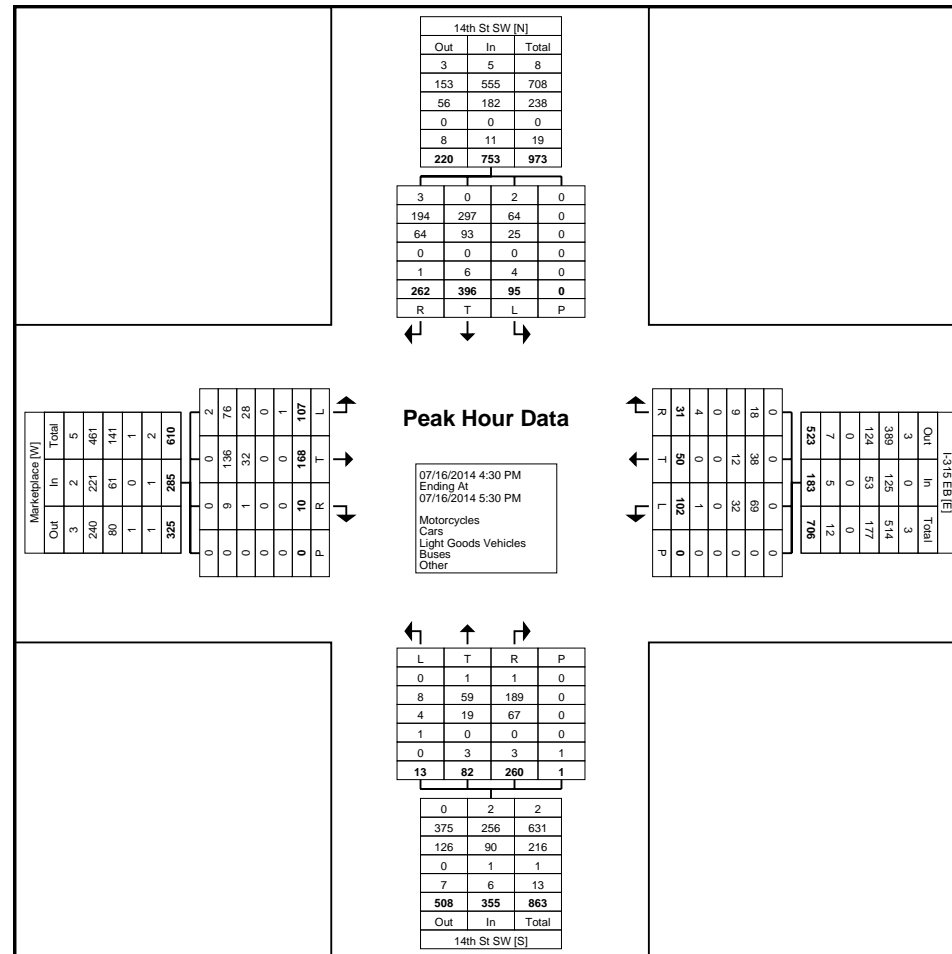 14th St SW [N]
Out In Total
3 5 8
153 555 708
56 182 238
0 0 0
8 11 19
220 753 973
3 0 2 0
194 297 64 0
64 93 25 0
0 0 0 0
1 6 4 0
262 396 95 0
R T L P
Marketplace [W]
Total 5 461 141 1 2 610
In 2 221 61 0 1 285
Out 3 240 80 1 1 325
2 76 28 0 1 107 L
0 136 32 0 0 168 T
0 9 1 0 0 10 R
0 0 0 0 0 0 P
Peak Hour Data
07/16/2014 4:30 PM
Ending At
07/16/2014 5:30 PM
Motorcycles
Cars
Light Goods Vehicles
Buses
Other
R 31 4 0 9 18 0
T 50 0 0 12 38 0
L 102 1 0 32 69 0
P 0 0 0 0 0 0
I-315 EB [E]
Out 3 389 124 0 7 523
In 0 125 53 0 5 183
Total 3 514 177 0 12 706
L T R P
0 1 1 0
8 59 189 0
4 19 67 0
1 0 0 0
0 3 3 1
13 82 260 1
0 2 2
375 256 631
126 90 216
0 1 1
7 6 13
508 355 863
Out In Total
14th St SW [S]